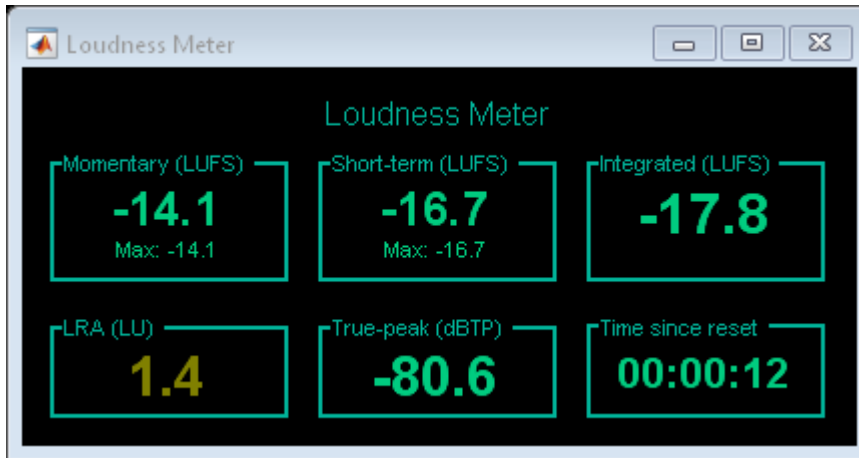 Loudness Meter
Loudness Meter
Momentary (LUFS)
-14.1
Max: -14.1
Short-term (LUFS)
-16.7
Max: -16.7
Integrated (LUFS)
-17.8
LRA (LU)
1.4
True-peak (dBTP)
-80.6
Time since reset
00:00:12